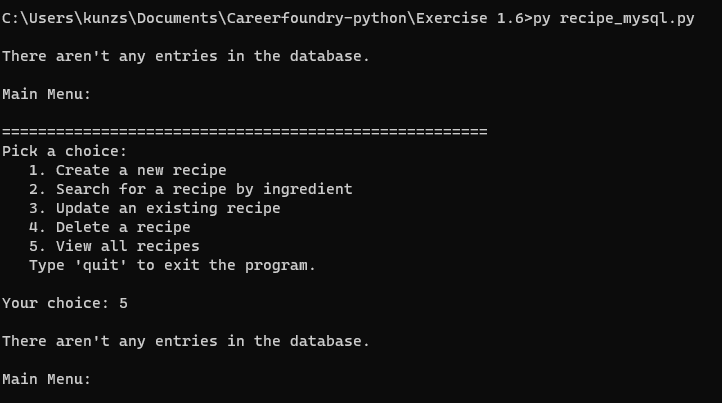 C:\Users\kunzs\Documents\Careerfoundry-python\Exercise 1.6>py recipe_mysql.py
There aren't any entries in the database.
Main Menu:
======================================================
Pick a choice:
   1. Create a new recipe
   2. Search for a recipe by ingredient
   3. Update an existing recipe
   4. Delete a recipe
   5. View all recipes
   Type 'quit' to exit the program.
Your choice: 5
There aren't any entries in the database.
Main Menu: